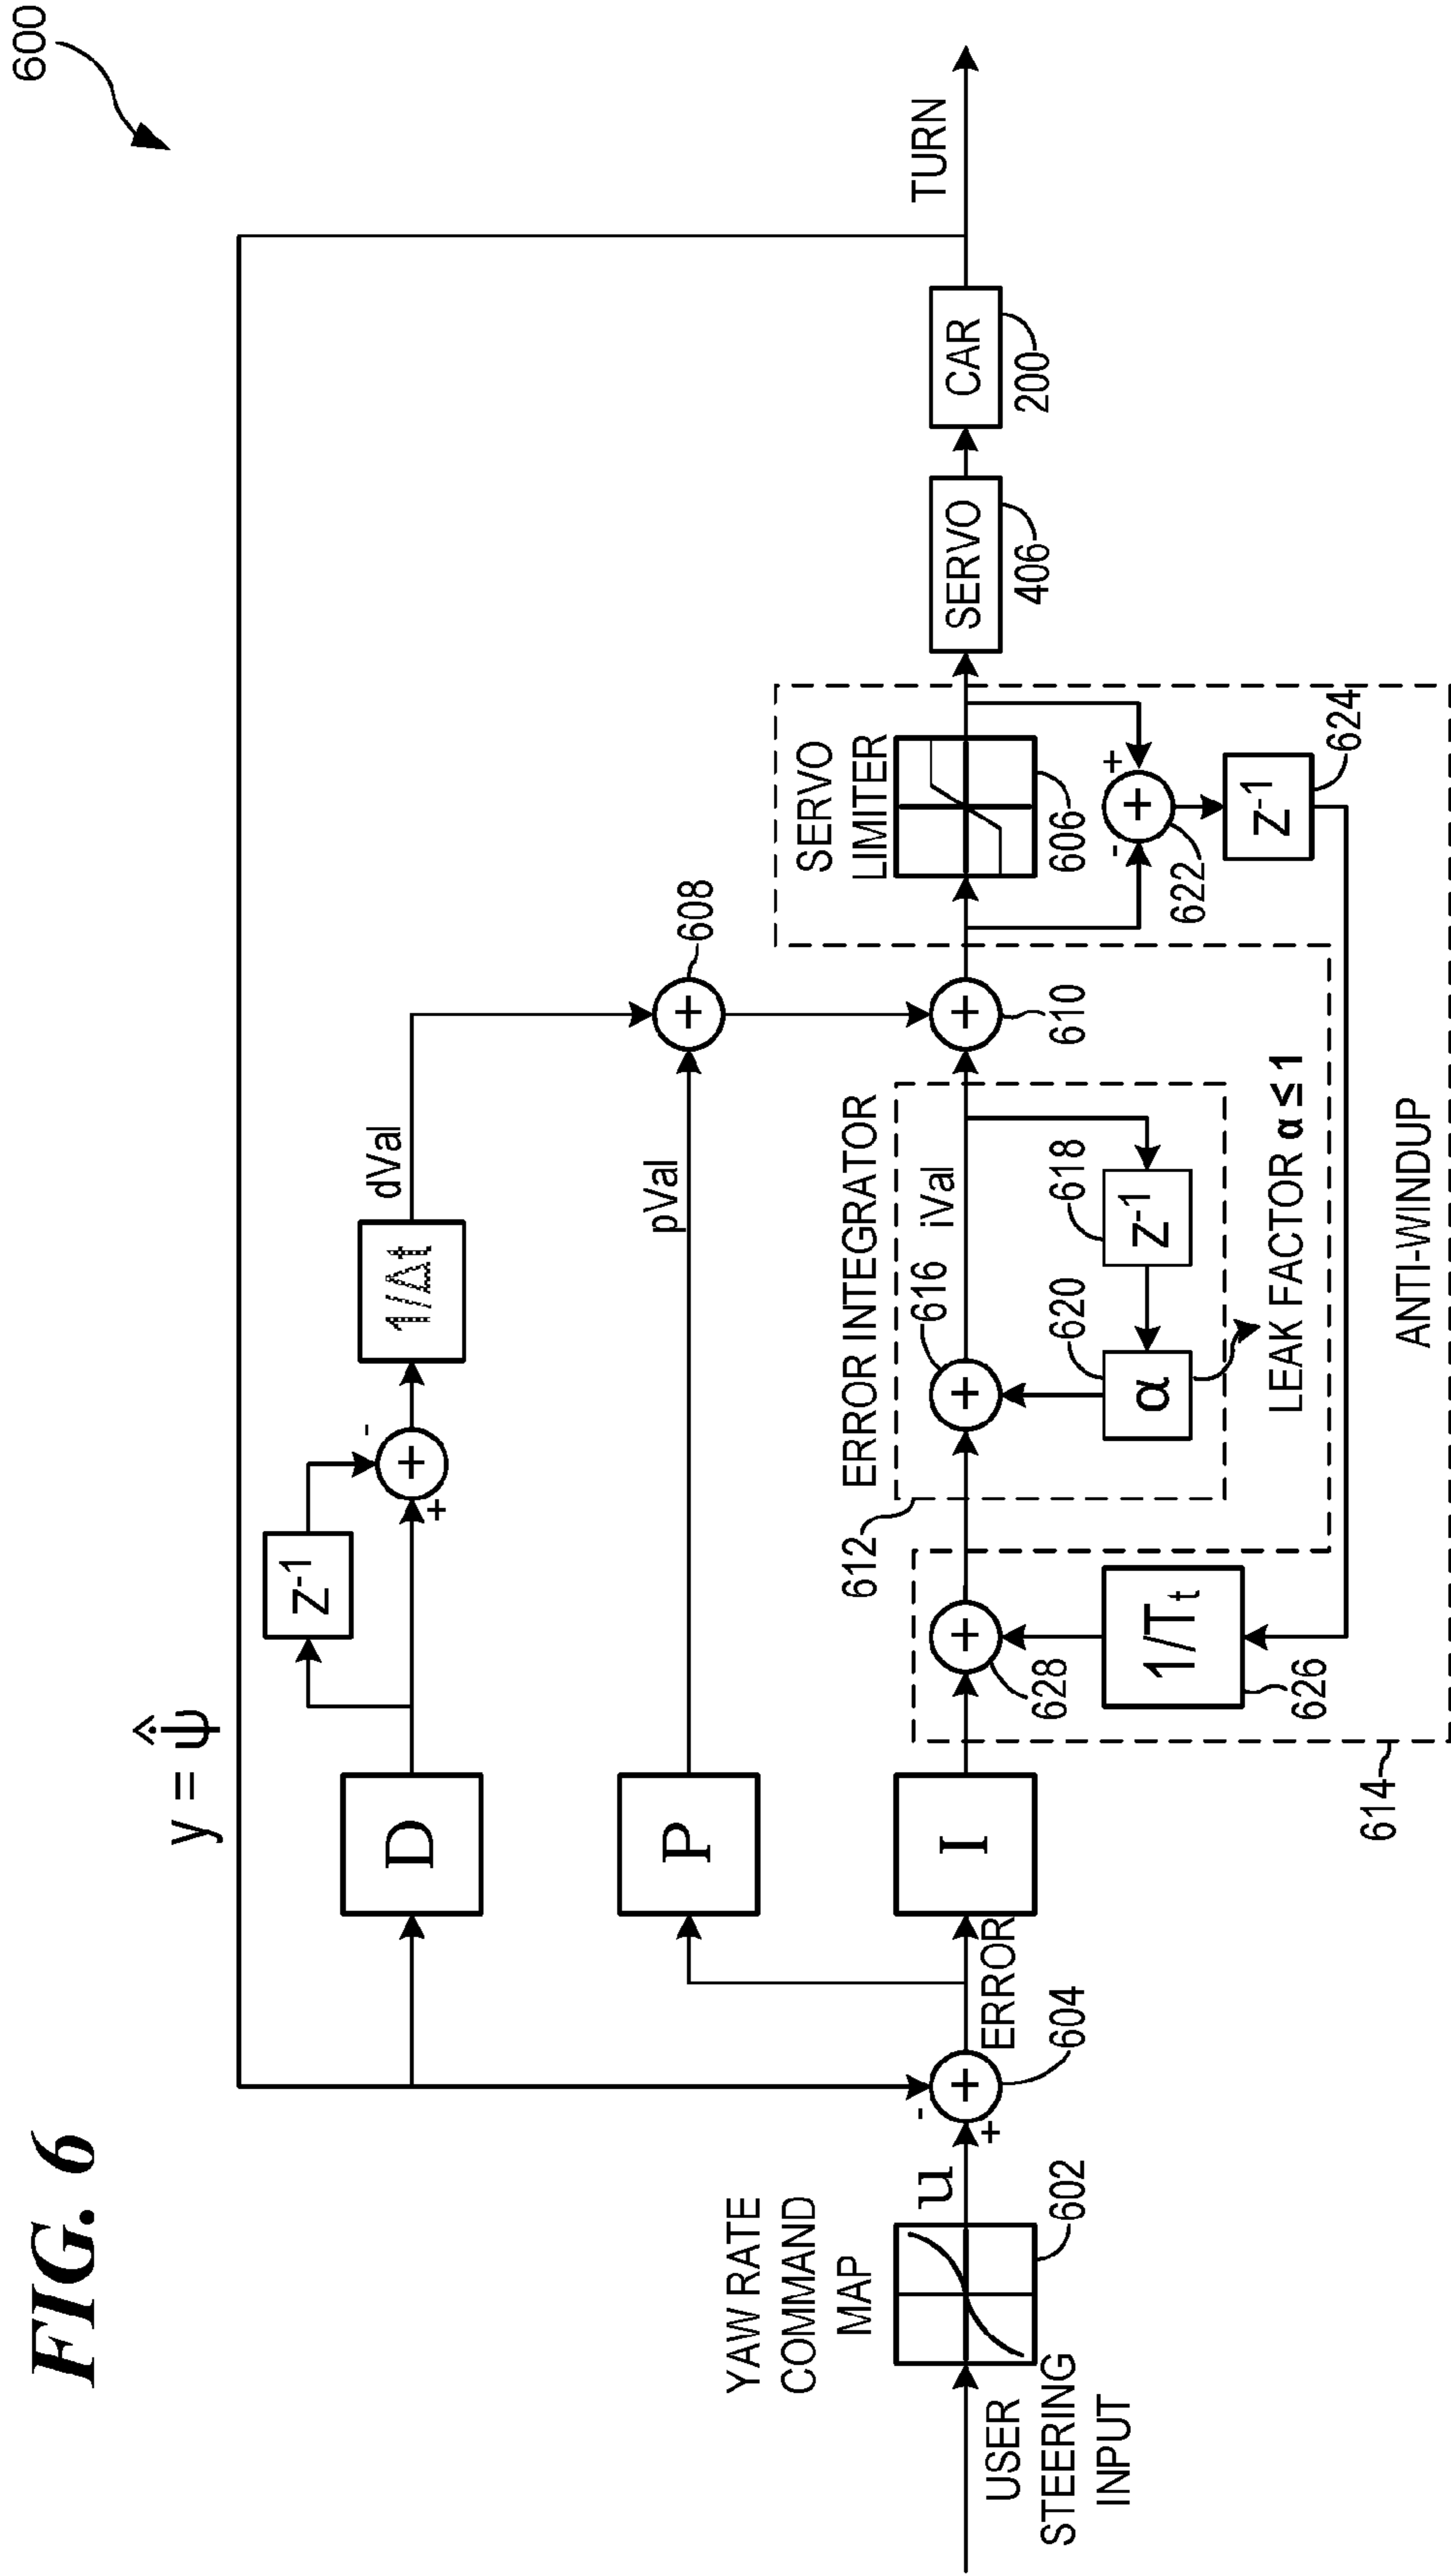 FIG. 6
600
y = ψ̂̇
D
Z-1
-
+
+
1/Δt
dVal
P
pVal
+
608
YAW RATE
COMMAND
MAP
USER
STEERING
INPUT
602
u
-
+
+
ERROR
604
I
+
628
1/Tt
626
614
612
ERROR INTEGRATOR
+
616
iVal
α
620
Z-1
618
LEAK FACTOR α ≤ 1
ANTI-WINDUP
+
610
SERVO
LIMITER
606
-
+
+
622
Z-1
624
SERVO
406
CAR
200
TURN